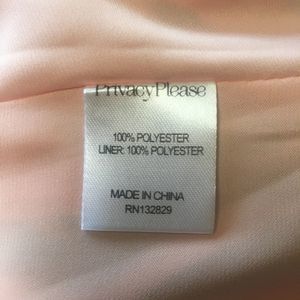 PrivacyPlease
100% POLYESTER
LINER: 100% POLYESTER
MADE IN CHINA
RN132829